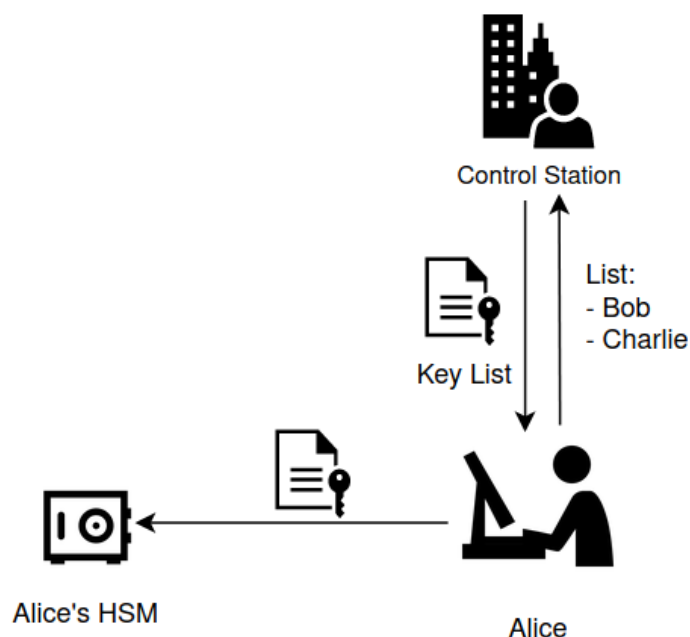 Control Station
List:
- Bob
- Charlie
Key List
Alice's HSM
Alice